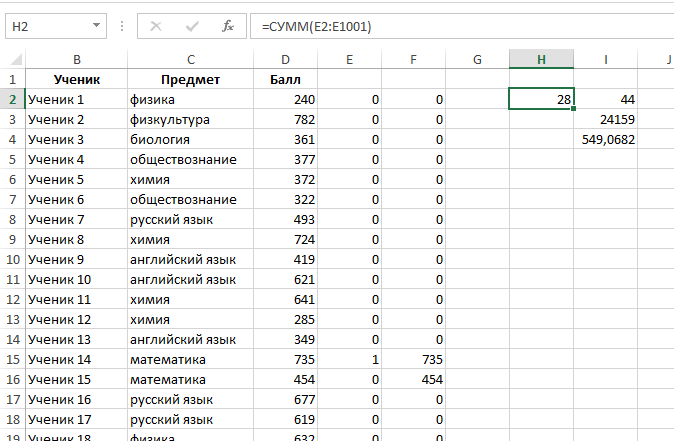 H2 =СУММ(E2:E1001)
B C D E F G H I J
1 Ученик Предмет Балл
2 Ученик 1 физика 240 0 0 28 44
3 Ученик 2 физкультура 782 0 0 24159
4 Ученик 3 биология 361 0 0 549,0682
5 Ученик 4 обществознание 377 0 0
6 Ученик 5 химия 372 0 0
7 Ученик 6 обществознание 322 0 0
8 Ученик 7 русский язык 493 0 0
9 Ученик 8 химия 724 0 0
10 Ученик 9 английский язык 419 0 0
11 Ученик 10 английский язык 621 0 0
12 Ученик 11 химия 641 0 0
13 Ученик 12 химия 285 0 0
14 Ученик 13 английский язык 349 0 0
15 Ученик 14 математика 735 1 735
16 Ученик 15 математика 454 0 454
17 Ученик 16 русский язык 677 0 0
18 Ученик 17 русский язык 619 0 0
19 Ученик 18 физика 632 0 0